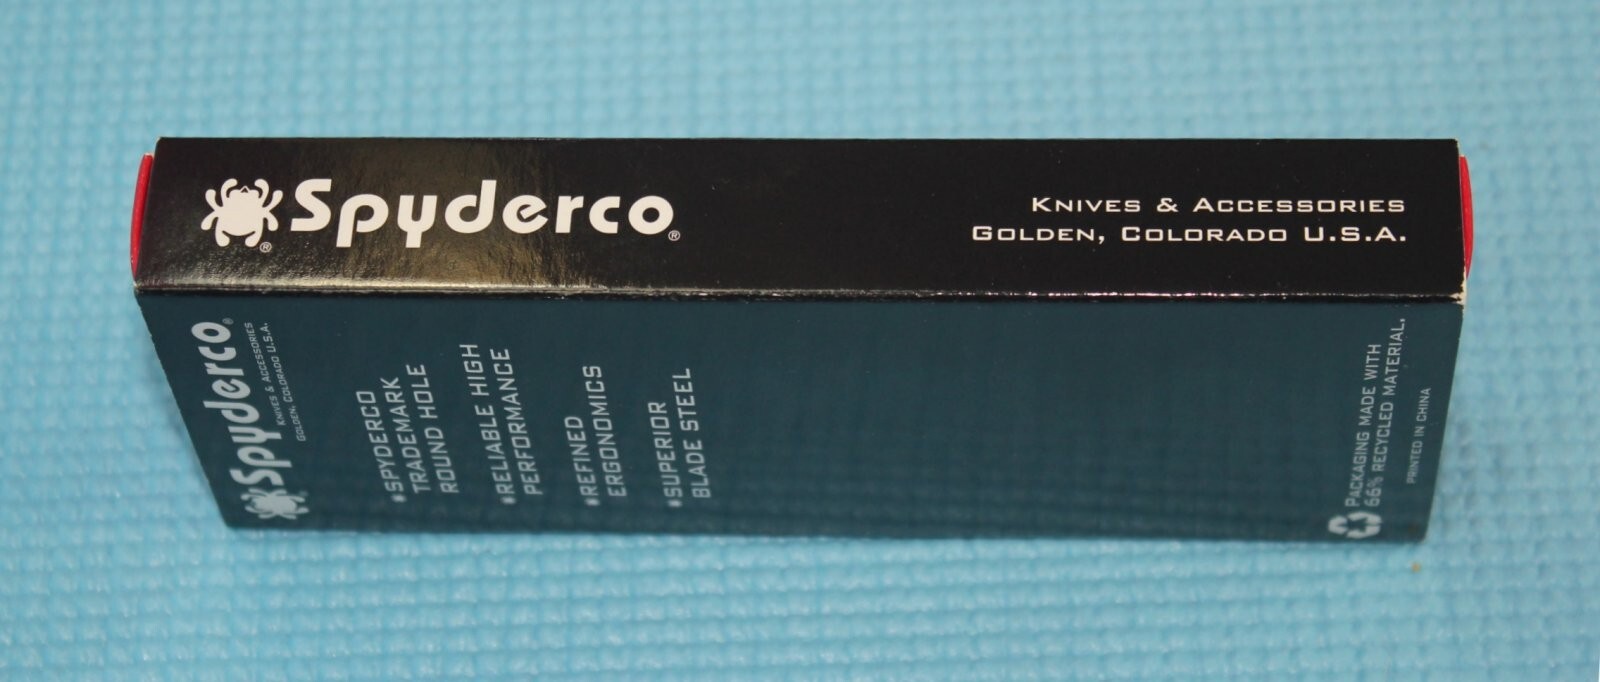 Spyderco®
®
KNIVES & ACCESSORIES
GOLDEN, COLORADO U.S.A.
Spyderco®
KNIVES & ACCESSORIES
GOLDEN, COLORADO U.S.A.
*SPYDERCO
TRADEMARK
ROUND HOLE
*RELIABLE HIGH
PERFORMANCE
*REFINED
ERGONOMICS
*SUPERIOR
BLADE STEEL
PACKAGING MADE WITH
66% RECYCLED MATERIAL.
PRINTED IN CHINA